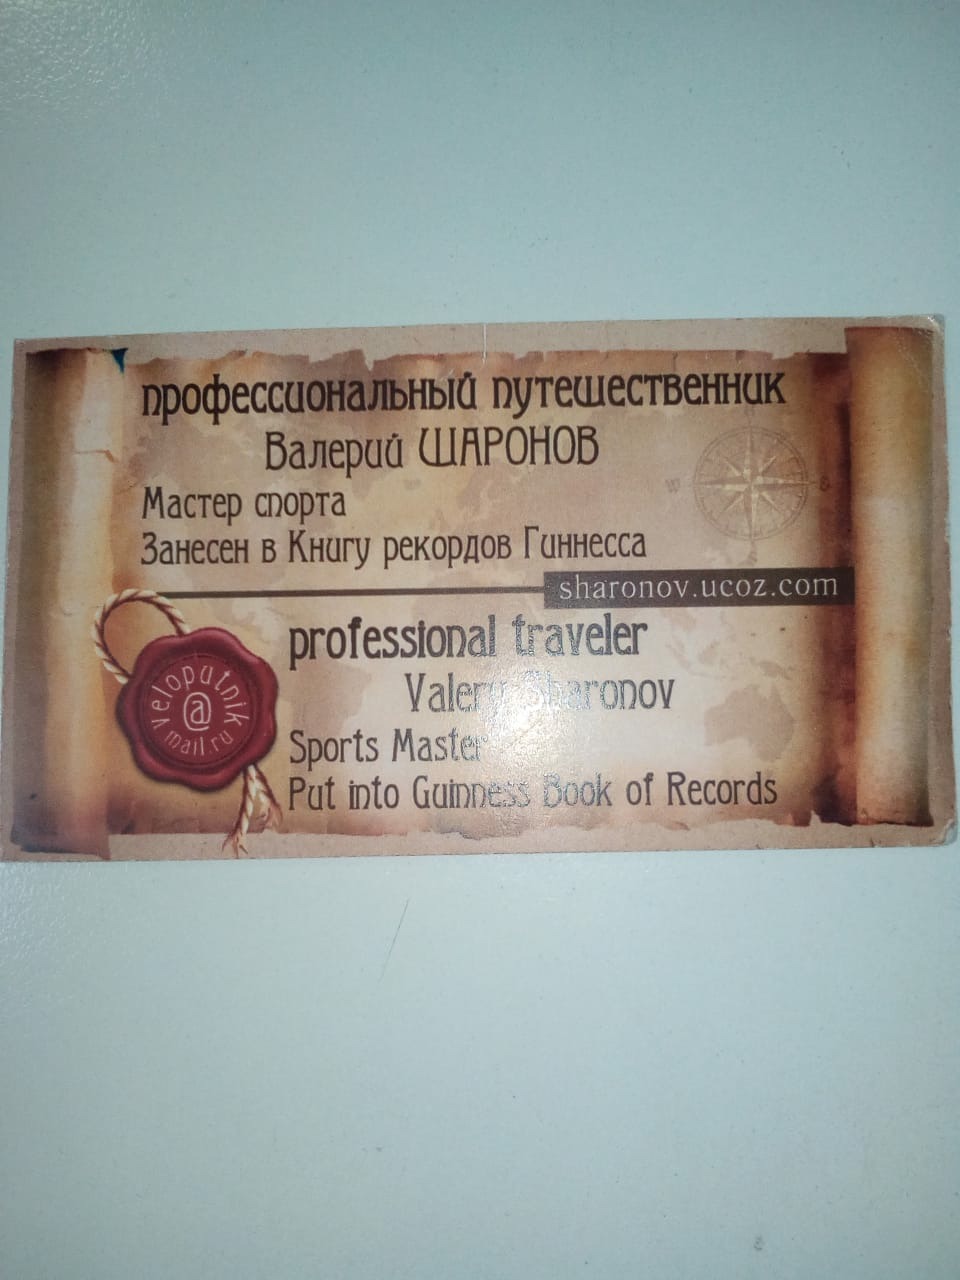 профессиональный путешественник
Валерий ШАРОНОВ
Мастер спорта
Занесен в Книгу рекордов Гиннесса
sharonov.ucoz.com
professional traveler
Valery Sharonov
Sports Master
Put into Guinness Book of Records
veloputnik
@
mail.ru
W